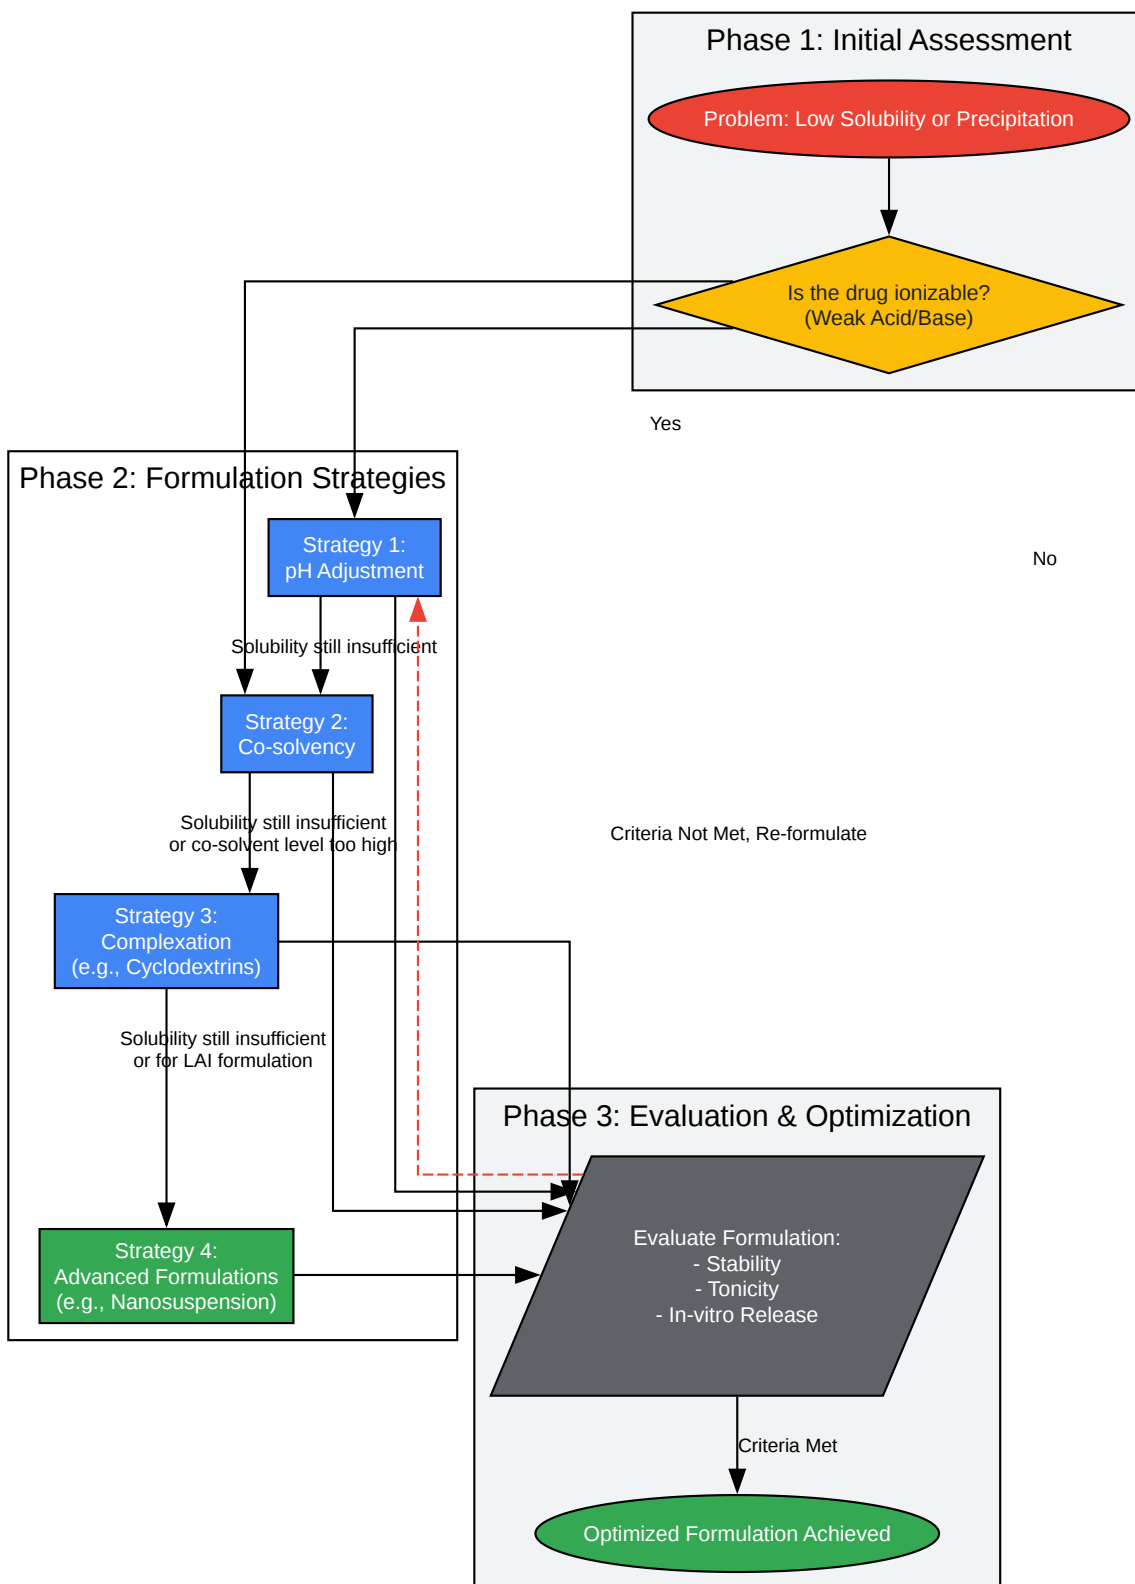 Phase 1: Initial Assessment
Problem: Low Solubility or Precipitation
Is the drug ionizable?
(Weak Acid/Base)
Yes
Phase 2: Formulation Strategies
Strategy 1:
pH Adjustment
No
Solubility still insufficient
Strategy 2:
Co-solvency
Solubility still insufficient
or co-solvent level too high
Criteria Not Met, Re-formulate
Strategy 3:
Complexation
(e.g., Cyclodextrins)
Solubility still insufficient
or for LAI formulation
Phase 3: Evaluation & Optimization
Strategy 4:
Advanced Formulations
(e.g., Nanosuspension)
Evaluate Formulation:
- Stability
- Tonicity
- In-vitro Release
Criteria Met
Optimized Formulation Achieved